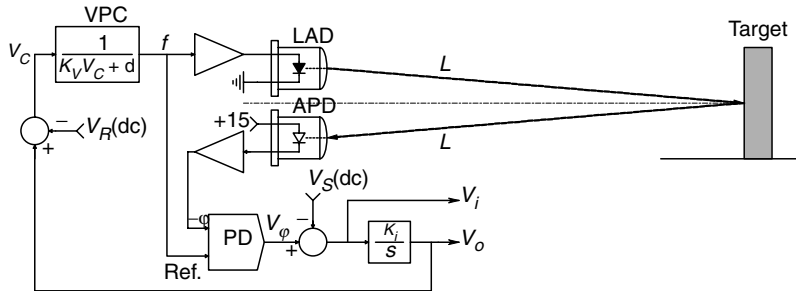 VPC
LAD
Target
V_C
1
K_V V_C + d
f
L
APD
+15
L
−
V_R(dc)
+
V_S(dc)
−
V_i
−φ
PD
V_φ
+
K_i
s
V_o
Ref.